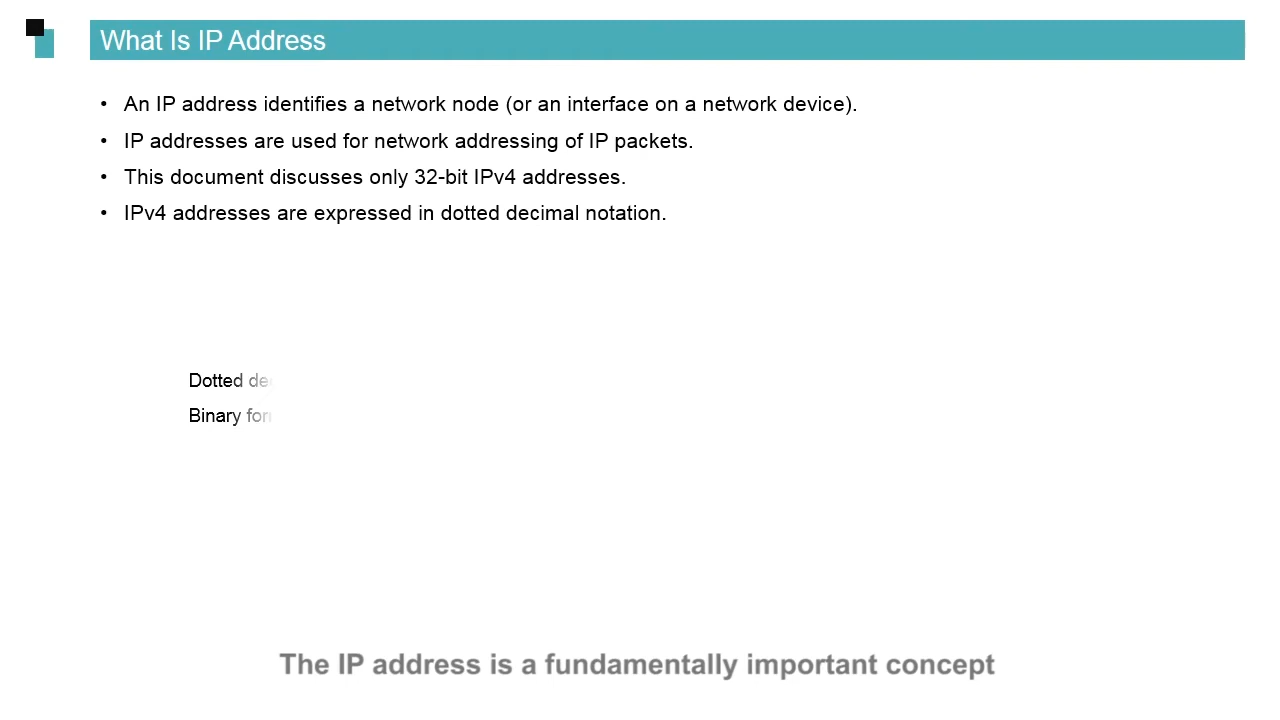 What Is IP Address
• An IP address identifies a network node (or an interface on a network device).
• IP addresses are used for network addressing of IP packets.
• This document discusses only 32-bit IPv4 addresses.
• IPv4 addresses are expressed in dotted decimal notation.
Dotted
Binary
The IP address is a fundamentally important concept